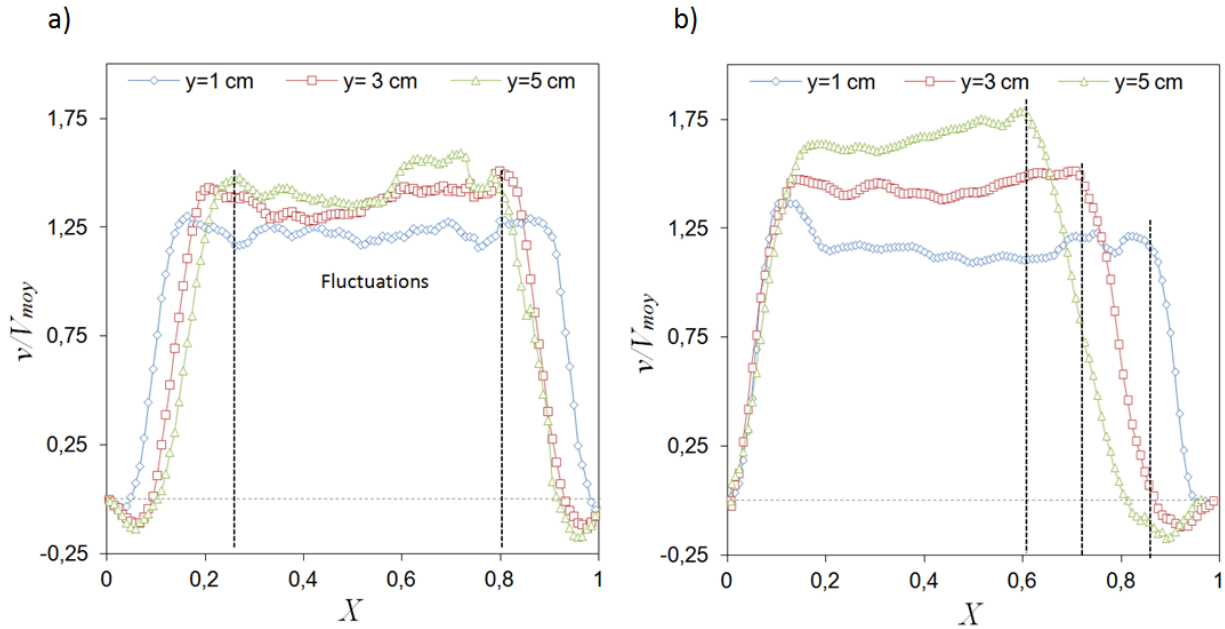 a)
y=1 cm y= 3 cm y=5 cm
1,75
1,25
0,75
0,25
-0,25
v/Vmoy
Fluctuations
0 0,2 0,4 0,6 0,8 1
X
b)
y=1 cm y=3 cm y=5 cm
1,75
1,25
0,75
0,25
-0,25
v/Vmoy
0 0,2 0,4 0,6 0,8 1
X